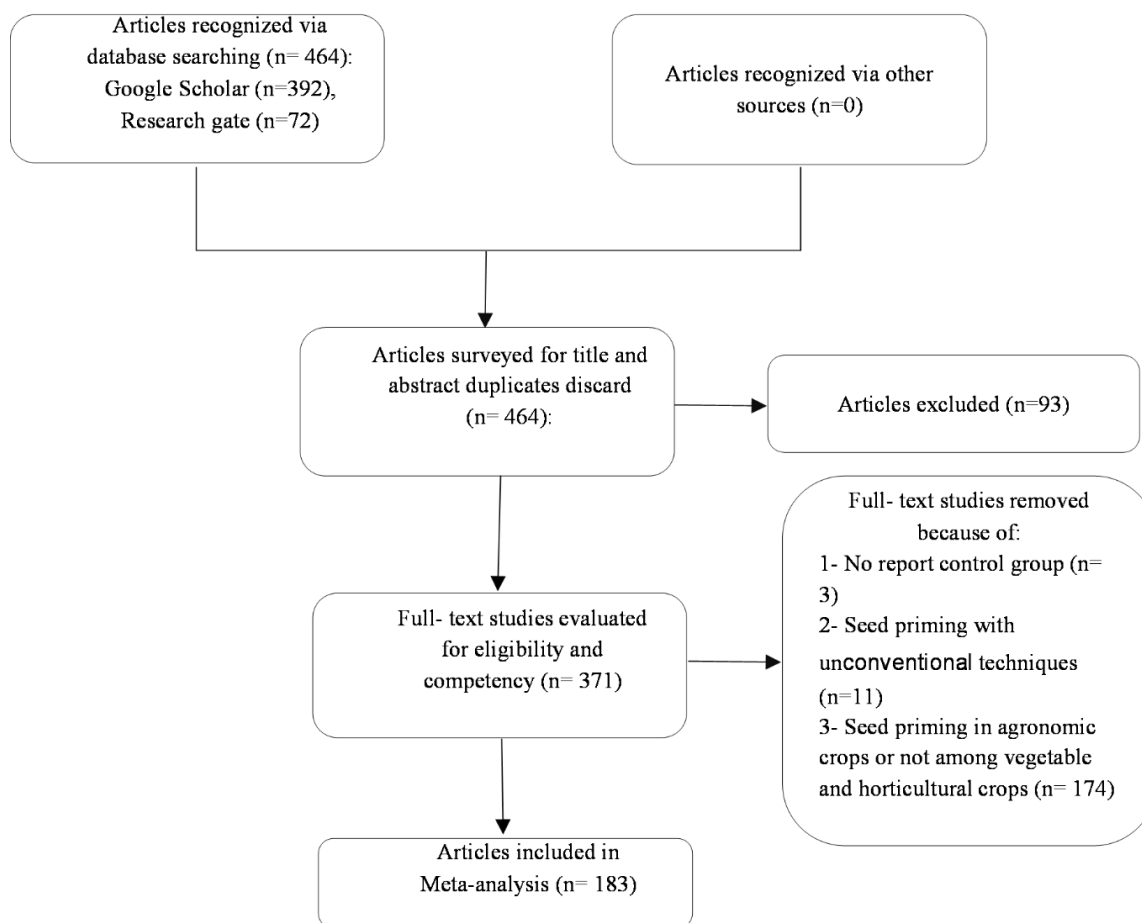 Articles recognized via
database searching (n= 464):
Google Scholar (n=392),
Research gate (n=72)
Articles recognized via other
sources (n=0)
Articles surveyed for title and
abstract duplicates discard
(n= 464):
Articles excluded (n=93)
Full- text studies evaluated
for eligibility and
competency (n= 371)
Full- text studies removed
because of:
1- No report control group (n=
3)
2- Seed priming with
unconventional techniques
(n=11)
3- Seed priming in agronomic
crops or not among vegetable
and horticultural crops (n= 174)
Articles included in
Meta-analysis (n= 183)